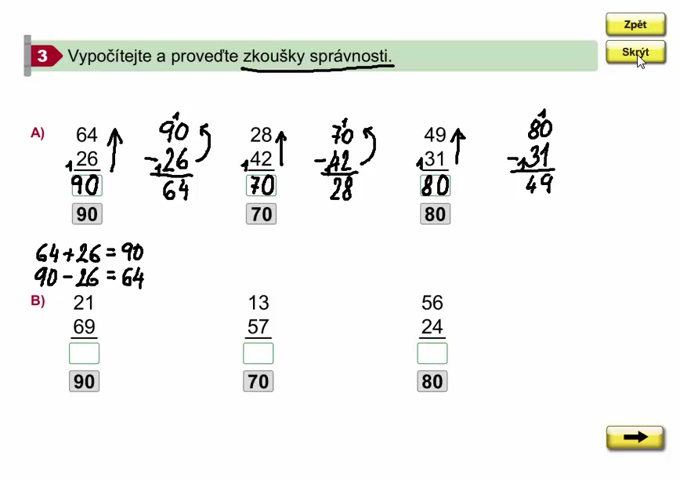 Zpět
3 Vypočítejte a proveďte zkoušky správnosti.
Skrýt
A) 64 90 28 70 49 80
26 -26 42 -42 31 -31
90 64 70 28 80 49
90 70 80
64+26=90
90-26=64
B) 21 13 56
69 57 24
90 70 80